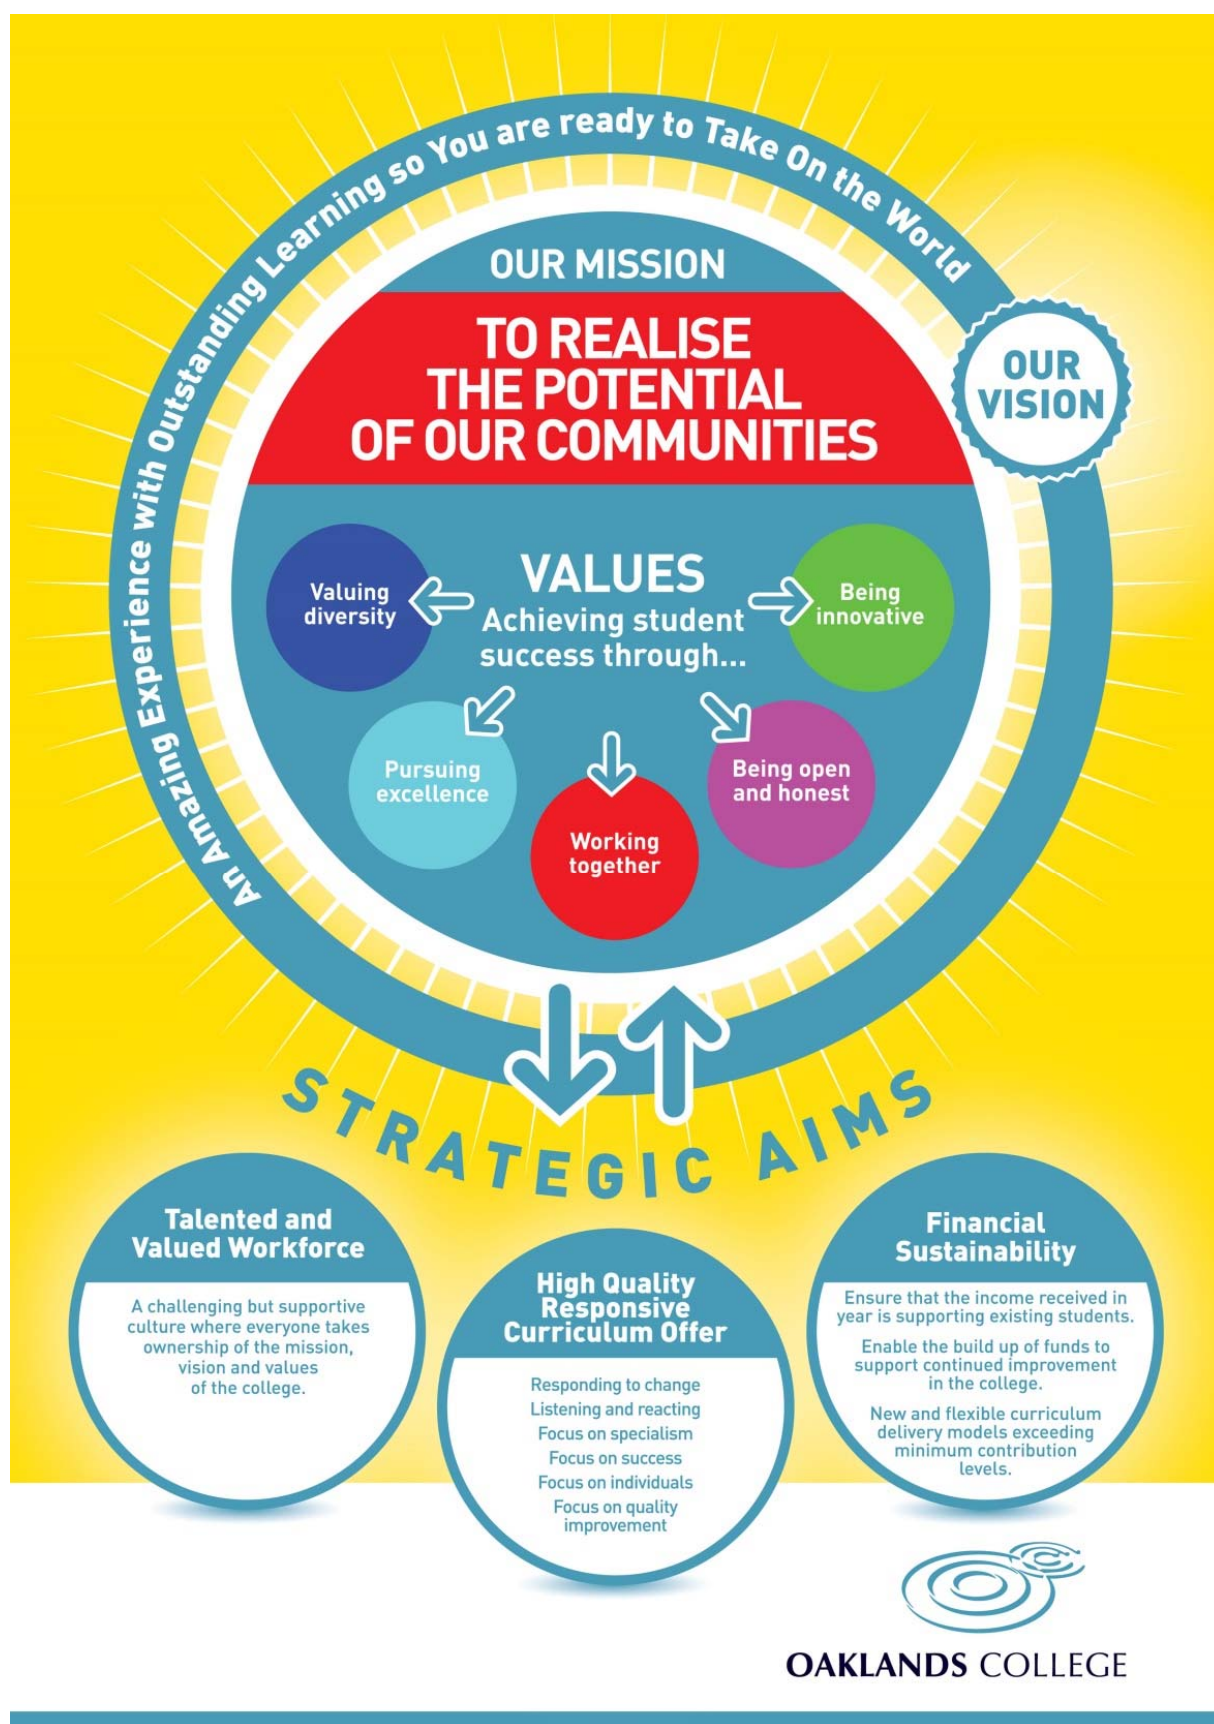 An Amazing Experience with Outstanding Learning so You are ready to Take On the World
OUR
VISION
OUR MISSION
TO REALISE
THE POTENTIAL
OF OUR COMMUNITIES
VALUES
Achieving student
success through...
Valuing
diversity
Being
innovative
Pursuing
excellence
Being open
and honest
Working
together
STRATEGIC AIMS
Talented and
Valued Workforce
A challenging but supportive
culture where everyone takes
ownership of the mission,
vision and values
of the college.
High Quality
Responsive
Curriculum Offer
Responding to change
Listening and reacting
Focus on specialism
Focus on success
Focus on individuals
Focus on quality
improvement
Financial
Sustainability
Ensure that the income received in
year is supporting existing students.
Enable the build up of funds to
support continued improvement
in the college.
New and flexible curriculum
delivery models exceeding
minimum contribution
levels.
OAKLANDS COLLEGE